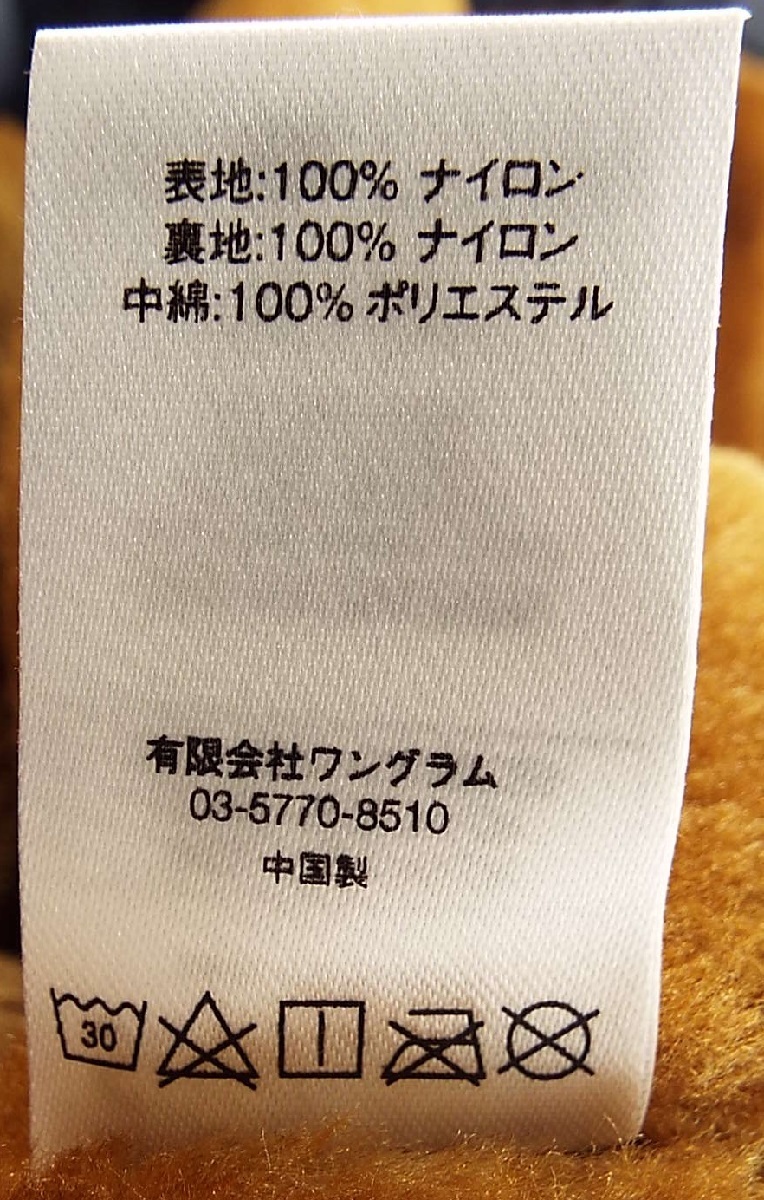 表地:100% ナイロン
裏地:100% ナイロン
中綿:100% ポリエステル
有限会社ワングラム
03-5770-8510
中国製
30